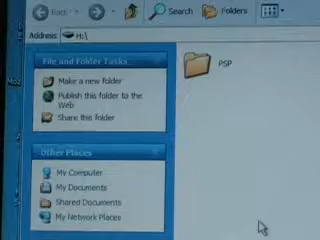 Back
Search
Folders
Address
H:\
File and Folder Tasks
PSP
Make a new folder
Publish this folder to the
Web
Share this folder
Other Places
My Computer
My Documents
Shared Documents
My Network Places